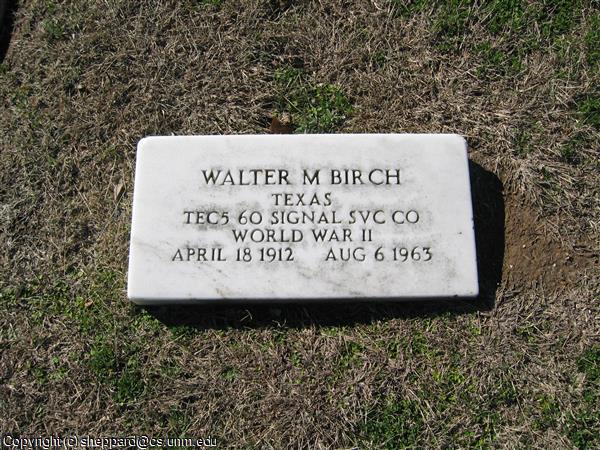 WALTER M BIRCH
TEXAS
TEC5 60 SIGNAL SVC CO
WORLD WAR II
APRIL 18 1912 AUG 6 1963
Copyright (c) sheppard@cs.unm.edu